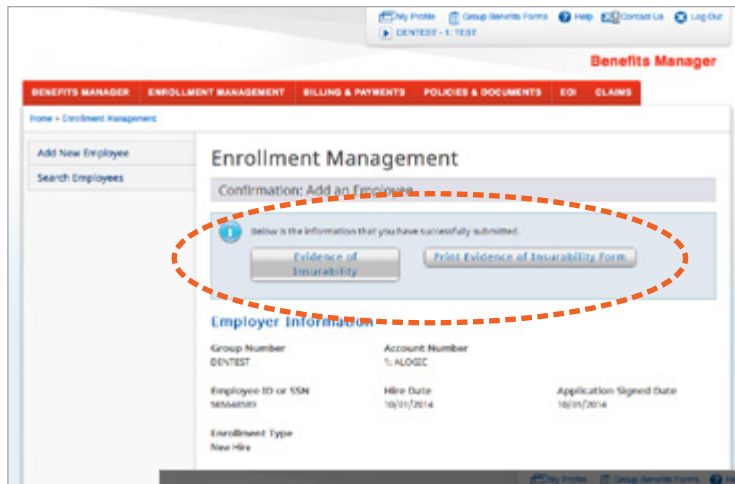 My Profile Group Benefits Forms Help Contact Us Log Out
DENTEST - 1: TEST
Benefits Manager
BENEFITS MANAGER ENROLLMENT MANAGEMENT BILLING & PAYMENTS POLICIES & DOCUMENTS EOI CLAIMS
Home > Enrollment Management
Add New Employee
Search Employees
Enrollment Management
Confirmation: Add an Employee
Below is the information that you have successfully submitted.
Evidence of
Insurability
Print Evidence of Insurability Form
Employer Information
Group Number Account Number
DENTEST 1: ALOGIC
Employee ID or SSN Hire Date Application Signed Date
10/01/2014 10/01/2014
Enrollment Type
New Hire
My Profile Group Benefits Forms